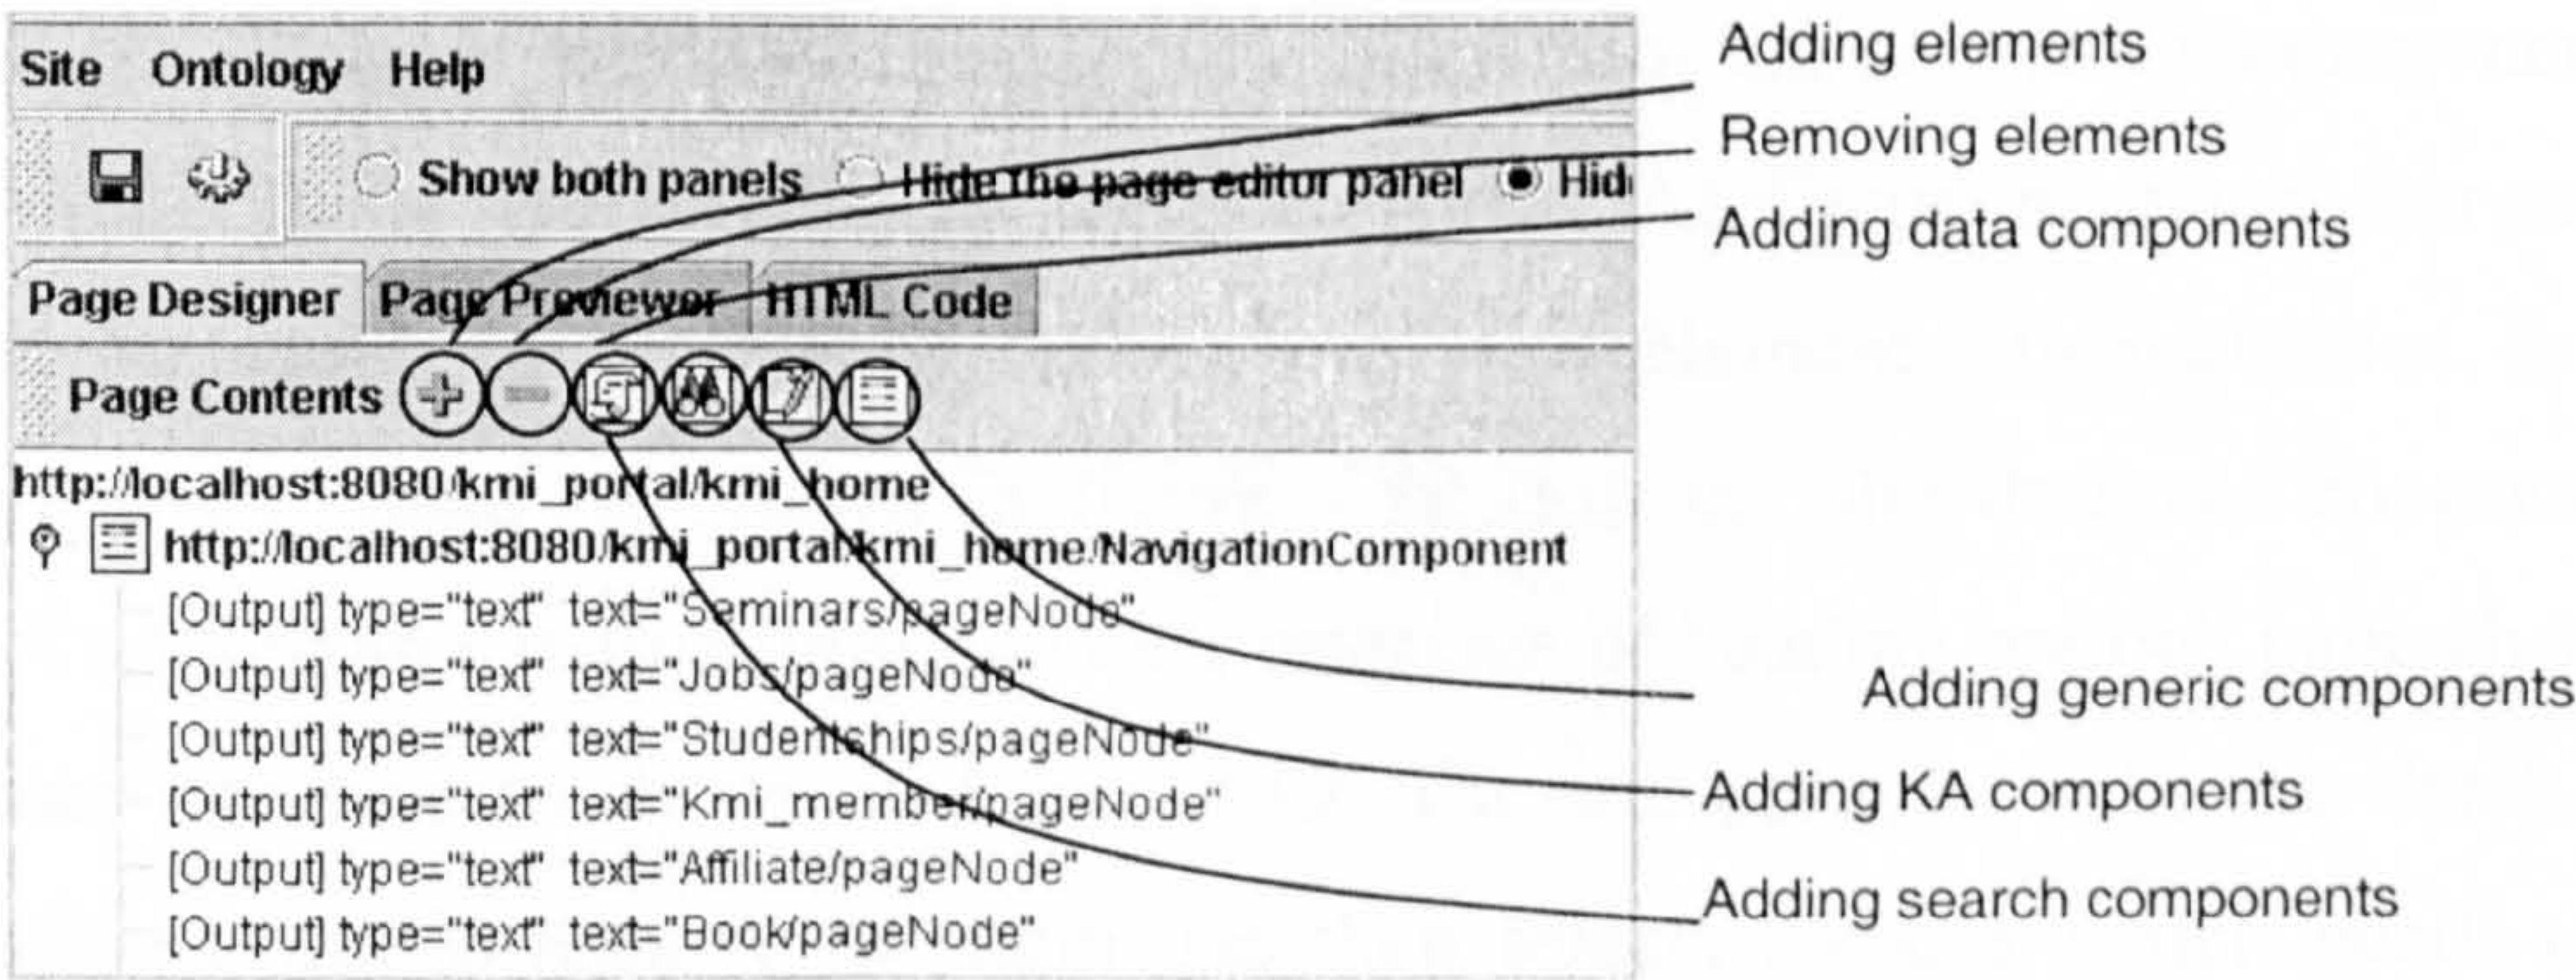 Site Ontology Help
Show both panels Hide the page editor panel Hid
Page Designer Page Previewer HTML Code
Page Contents
http://localhost:8080/kmi_portal/kmi_home
http://localhost:8080/kmi_portal/kmi_home/NavigationComponent
[Output] type="text" text="Seminars/pageNode"
[Output] type="text" text="Jobs/pageNode"
[Output] type="text" text="Studentships/pageNode"
[Output] type="text" text="Kmi_member/pageNode"
[Output] type="text" text="Affiliate/pageNode"
[Output] type="text" text="Book/pageNode"
Adding elements
Removing elements
Adding data components
Adding generic components
Adding KA components
Adding search components